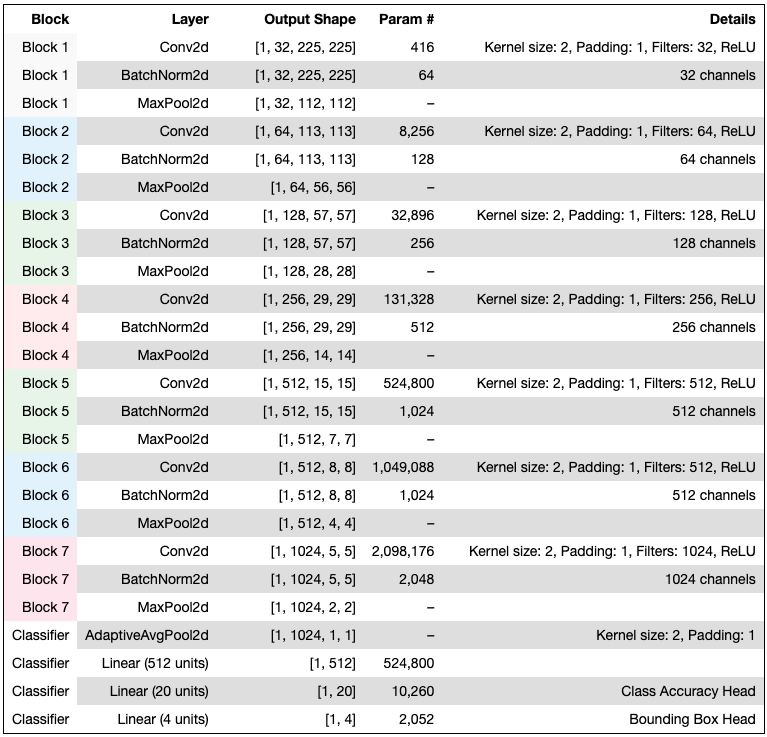 Block Layer Output Shape Param # Details
Block 1 Conv2d [1, 32, 225, 225] 416 Kernel size: 2, Padding: 1, Filters: 32, ReLU
Block 1 BatchNorm2d [1, 32, 225, 225] 64 32 channels
Block 1 MaxPool2d [1, 32, 112, 112] –
Block 2 Conv2d [1, 64, 113, 113] 8,256 Kernel size: 2, Padding: 1, Filters: 64, ReLU
Block 2 BatchNorm2d [1, 64, 113, 113] 128 64 channels
Block 2 MaxPool2d [1, 64, 56, 56] –
Block 3 Conv2d [1, 128, 57, 57] 32,896 Kernel size: 2, Padding: 1, Filters: 128, ReLU
Block 3 BatchNorm2d [1, 128, 57, 57] 256 128 channels
Block 3 MaxPool2d [1, 128, 28, 28] –
Block 4 Conv2d [1, 256, 29, 29] 131,328 Kernel size: 2, Padding: 1, Filters: 256, ReLU
Block 4 BatchNorm2d [1, 256, 29, 29] 512 256 channels
Block 4 MaxPool2d [1, 256, 14, 14] –
Block 5 Conv2d [1, 512, 15, 15] 524,800 Kernel size: 2, Padding: 1, Filters: 512, ReLU
Block 5 BatchNorm2d [1, 512, 15, 15] 1,024 512 channels
Block 5 MaxPool2d [1, 512, 7, 7] –
Block 6 Conv2d [1, 512, 8, 8] 1,049,088 Kernel size: 2, Padding: 1, Filters: 512, ReLU
Block 6 BatchNorm2d [1, 512, 8, 8] 1,024 512 channels
Block 6 MaxPool2d [1, 512, 4, 4] –
Block 7 Conv2d [1, 1024, 5, 5] 2,098,176 Kernel size: 2, Padding: 1, Filters: 1024, ReLU
Block 7 BatchNorm2d [1, 1024, 5, 5] 2,048 1024 channels
Block 7 MaxPool2d [1, 1024, 2, 2] –
Classifier AdaptiveAvgPool2d [1, 1024, 1, 1] – Kernel size: 2, Padding: 1
Classifier Linear (512 units) [1, 512] 524,800
Classifier Linear (20 units) [1, 20] 10,260 Class Accuracy Head
Classifier Linear (4 units) [1, 4] 2,052 Bounding Box Head